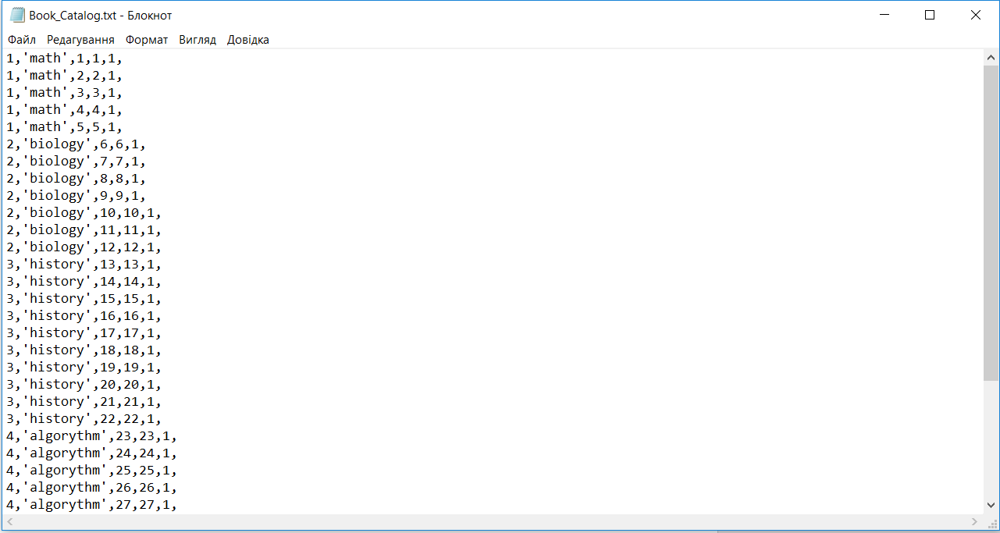 Book_Catalog.txt - Блокнот
Файл Редагування Формат Вигляд Довідка
1,'math',1,1,1,
1,'math',2,2,1,
1,'math',3,3,1,
1,'math',4,4,1,
1,'math',5,5,1,
2,'biology',6,6,1,
2,'biology',7,7,1,
2,'biology',8,8,1,
2,'biology',9,9,1,
2,'biology',10,10,1,
2,'biology',11,11,1,
2,'biology',12,12,1,
3,'history',13,13,1,
3,'history',14,14,1,
3,'history',15,15,1,
3,'history',16,16,1,
3,'history',17,17,1,
3,'history',18,18,1,
3,'history',19,19,1,
3,'history',20,20,1,
3,'history',21,21,1,
3,'history',22,22,1,
4,'algorythm',23,23,1,
4,'algorythm',24,24,1,
4,'algorythm',25,25,1,
4,'algorythm',26,26,1,
4,'algorythm',27,27,1,